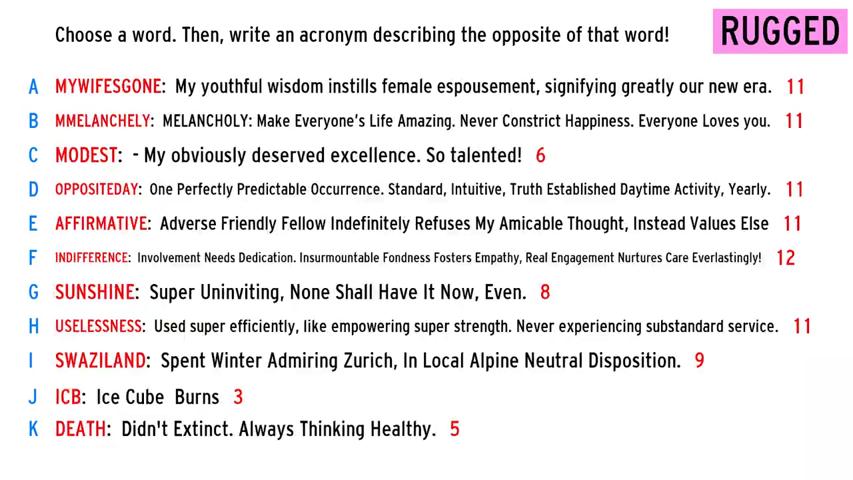 Choose a word. Then, write an acronym describing the opposite of that word!
RUGGED
A MYWIFESGONE: My youthful wisdom instills female espousement, signifying greatly our new era. 11
B MMELANCHELY: MELANCHOLY: Make Everyone's Life Amazing. Never Constrict Happiness. Everyone Loves you. 11
C MODEST: - My obviously deserved excellence. So talented! 6
D OPPOSITEDAY: One Perfectly Predictable Occurrence. Standard, Intuitive, Truth Established Daytime Activity, Yearly. 11
E AFFIRMATIVE: Adverse Friendly Fellow Indefinitely Refuses My Amicable Thought, Instead Values Else 11
F INDIFFERENCE: Involvement Needs Dedication. Insurmountable Fondness Fosters Empathy, Real Engagement Nurtures Care Everlastingly! 12
G SUNSHINE: Super Uninviting, None Shall Have It Now, Even. 8
H USELESSNESS: Used super efficiently, like empowering super strength. Never experiencing substandard service. 11
I SWAZILAND: Spent Winter Admiring Zurich, In Local Alpine Neutral Disposition. 9
J ICB: Ice Cube Burns 3
K DEATH: Didn't Extinct. Always Thinking Healthy. 5